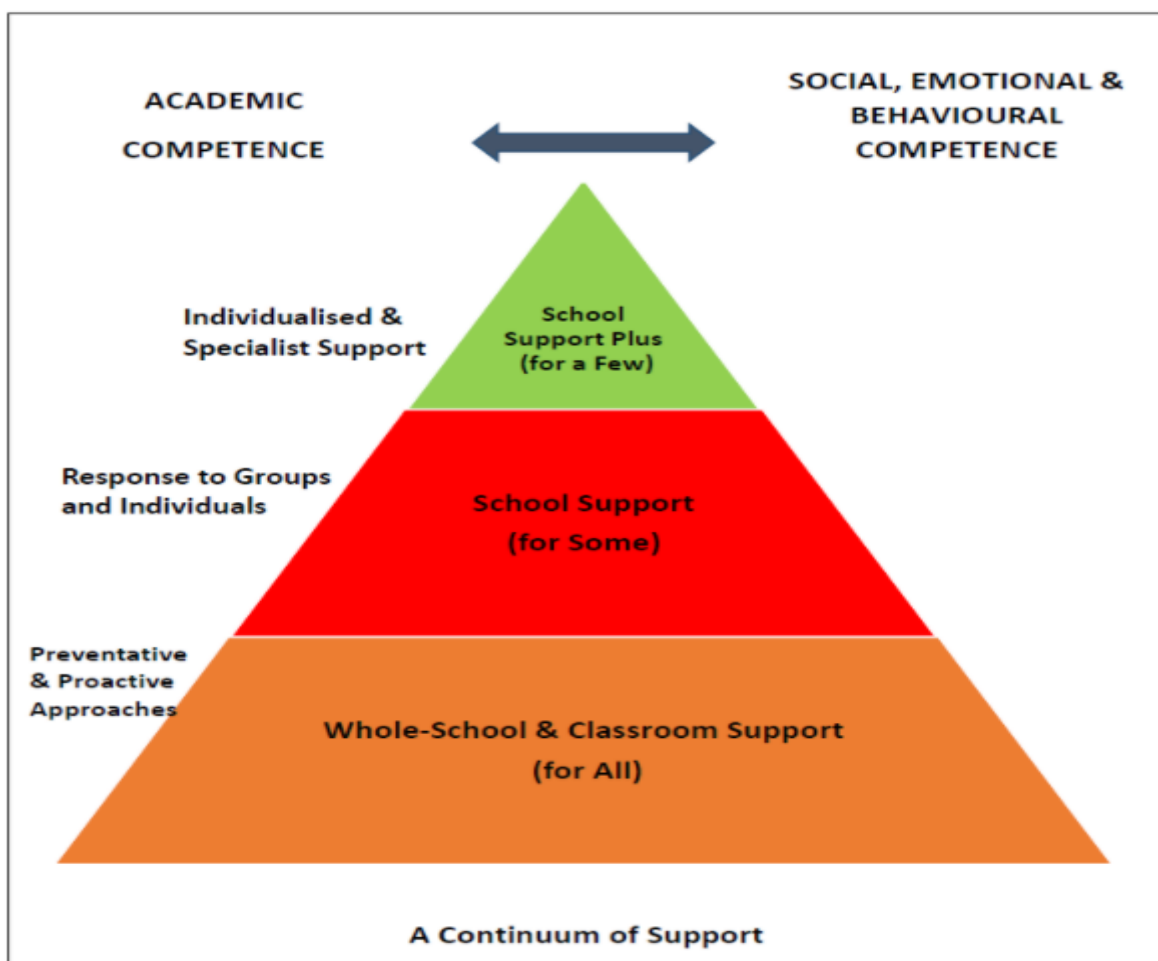 ACADEMIC
COMPETENCE
SOCIAL, EMOTIONAL &
BEHAVIOURAL
COMPETENCE
Individualised &
Specialist Support
School
Support Plus
(for a Few)
Response to Groups
and Individuals
School Support
(for Some)
Preventative
& Proactive
Approaches
Whole-School & Classroom Support
(for All)
A Continuum of Support